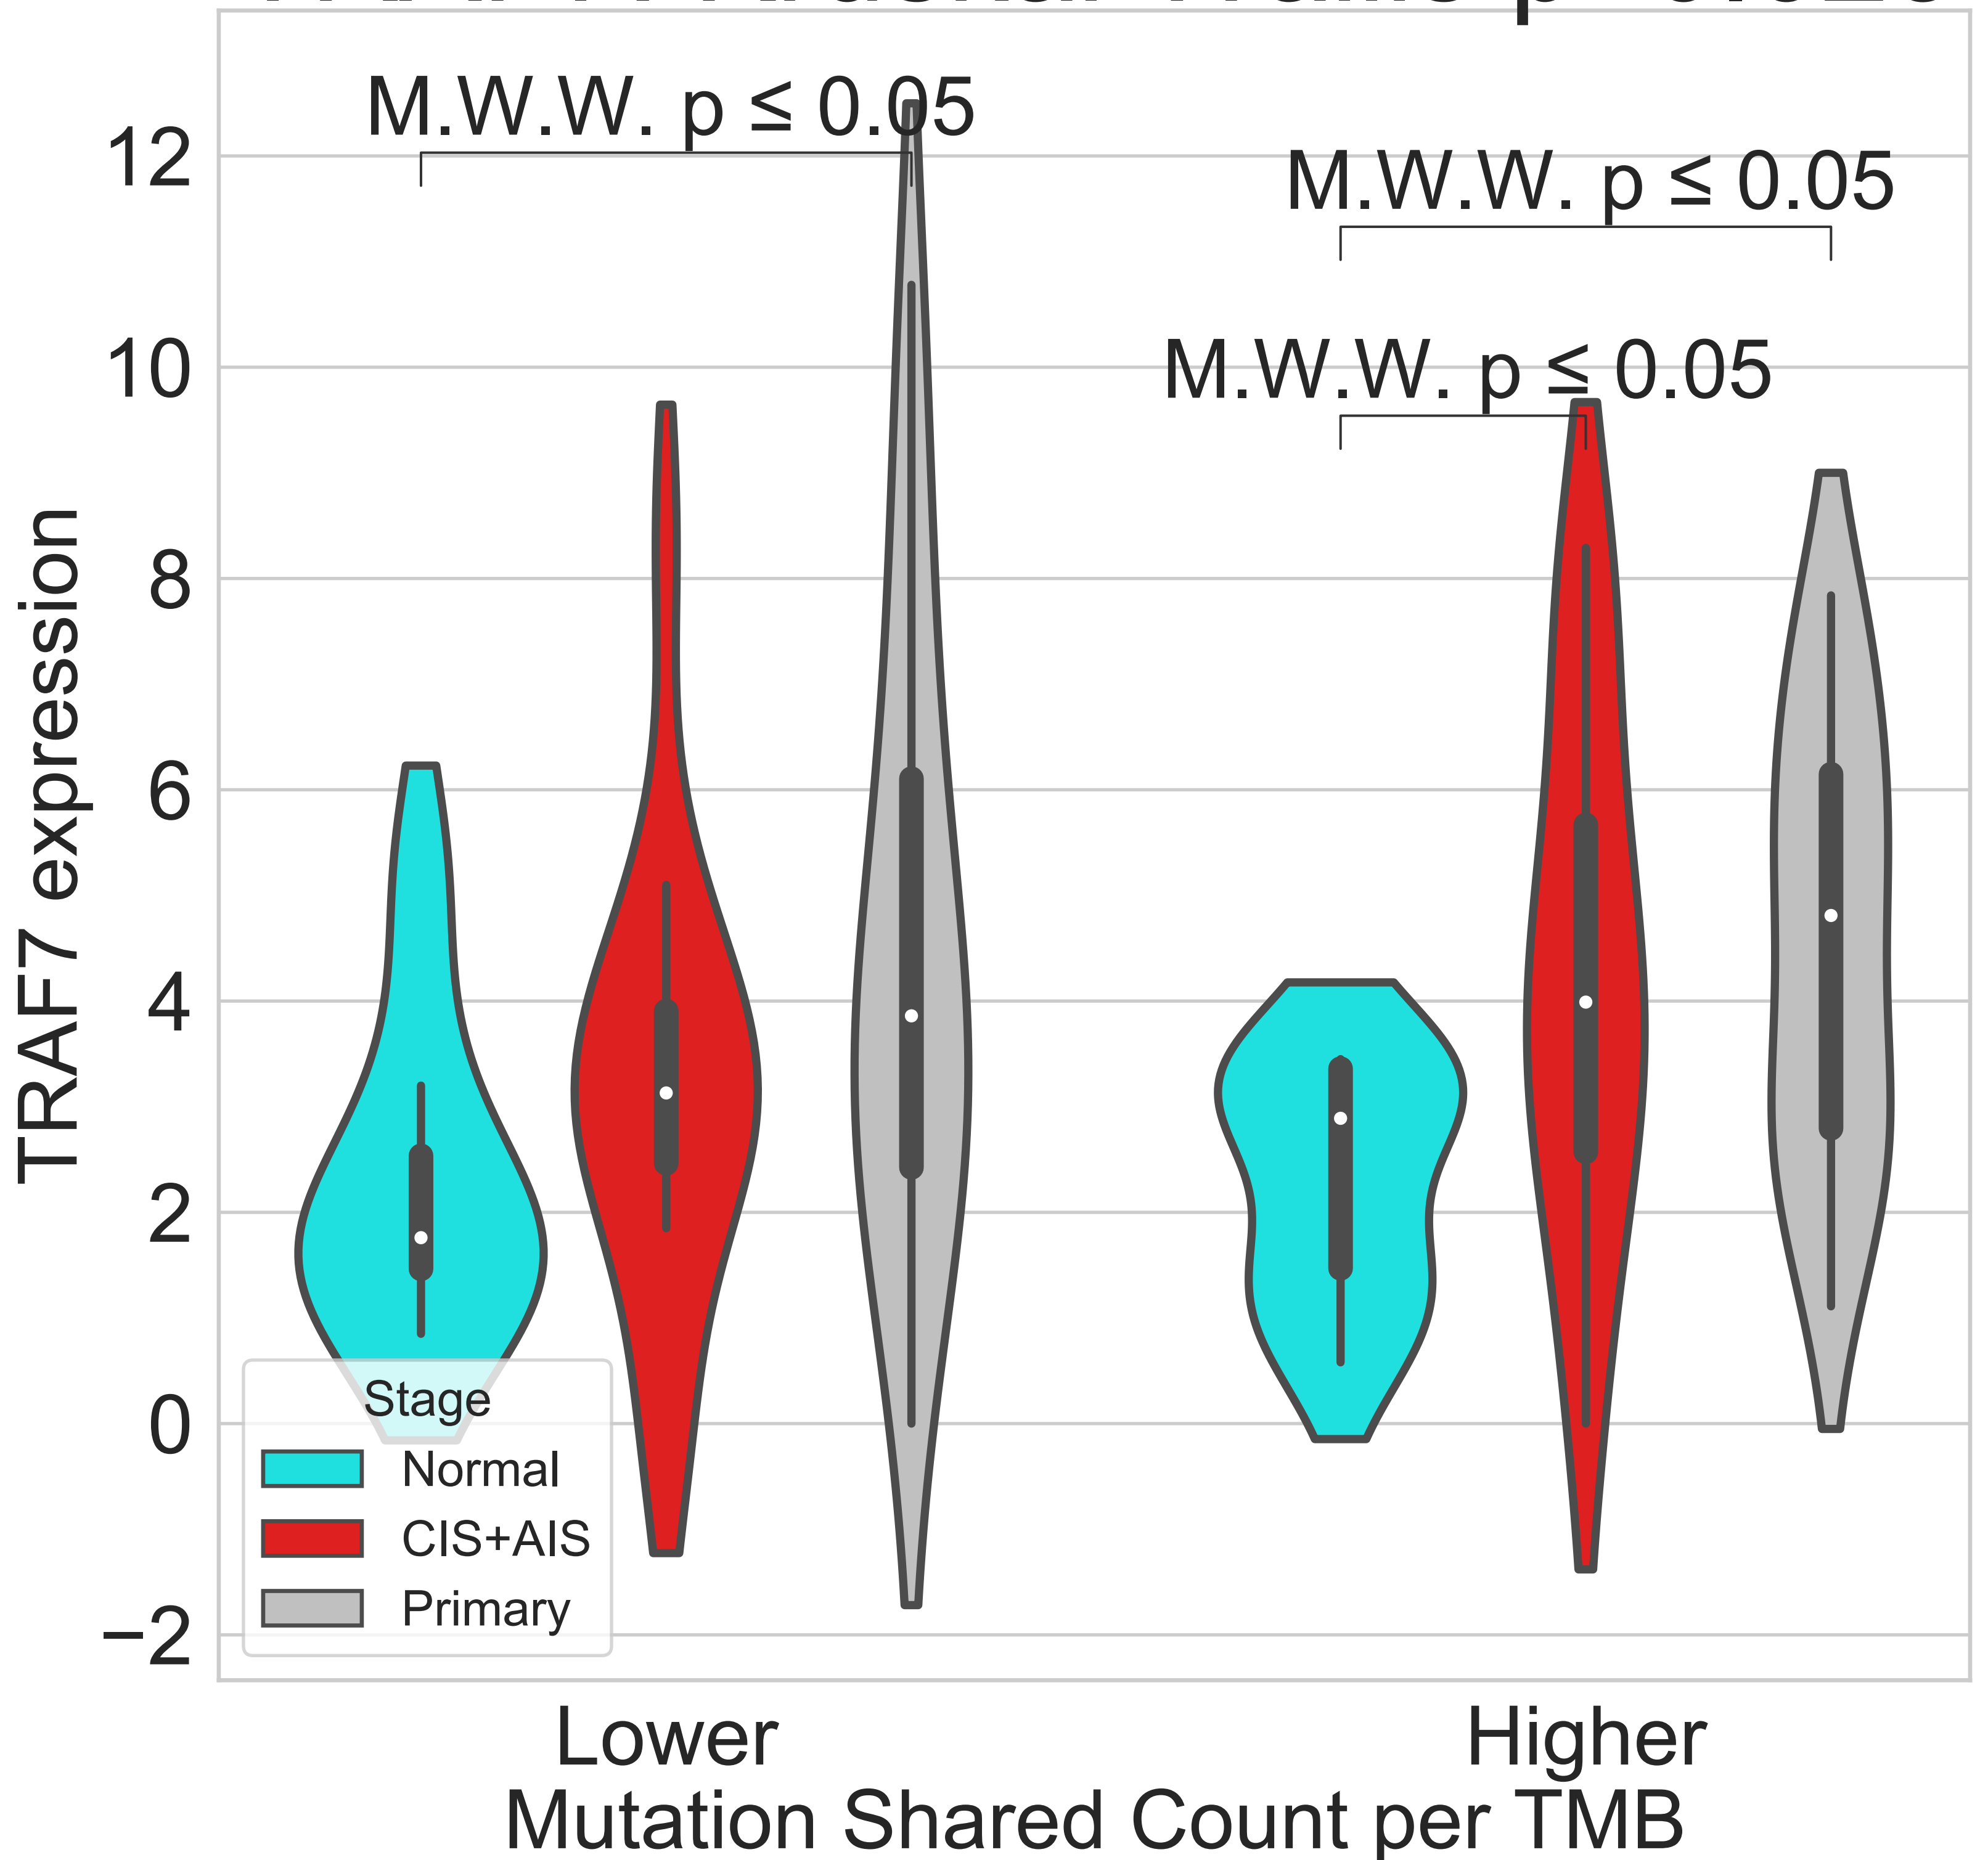 M.W.W. p ≤ 0.05
M.W.W. p ≤ 0.05
M.W.W. p ≤ 0.05
12
10
8
6
4
2
0
−2
TRAF7 expression
Stage
Normal
CIS+AIS
Primary
Lower
Higher
Mutation Shared Count per TMB